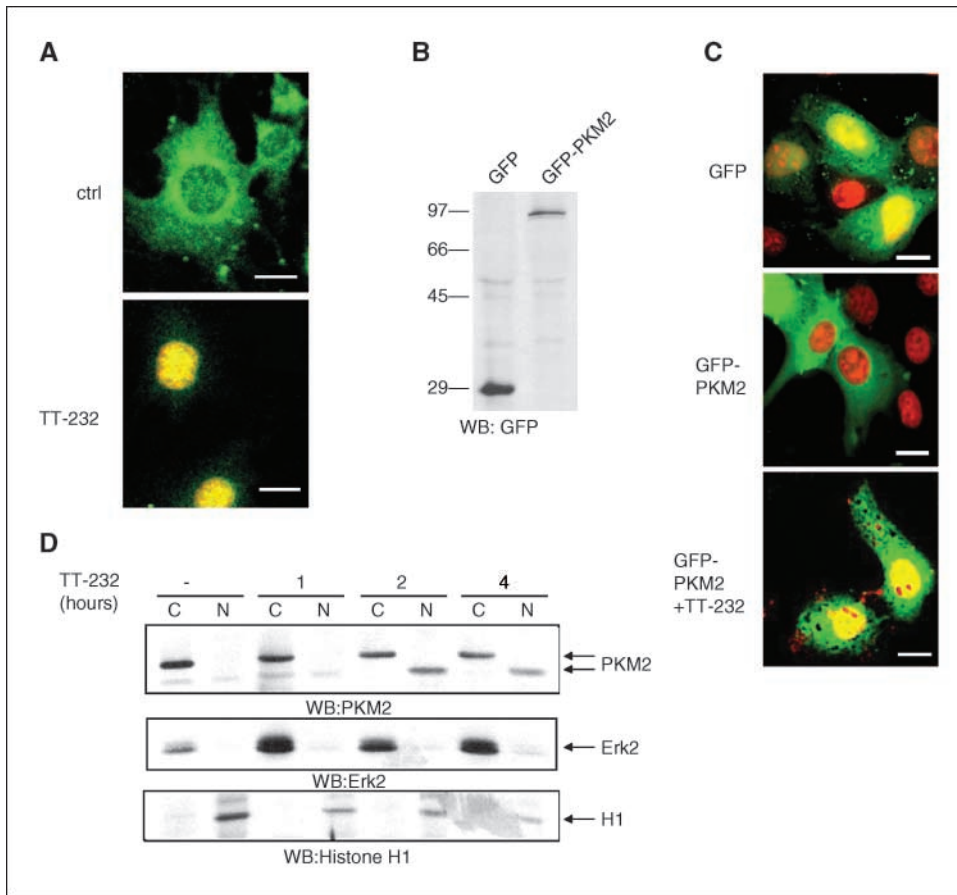 A
ctrl
TT-232
B
GFP
GFP-PKM2
97
66
45
29
WB: GFP
C
GFP
GFP-
PKM2
GFP-
PKM2
+TT-232
D
TT-232
(hours)
- 1 2 4
C N C N C N C N
PKM2
WB:PKM2
Erk2
WB:Erk2
H1
WB:Histone H1